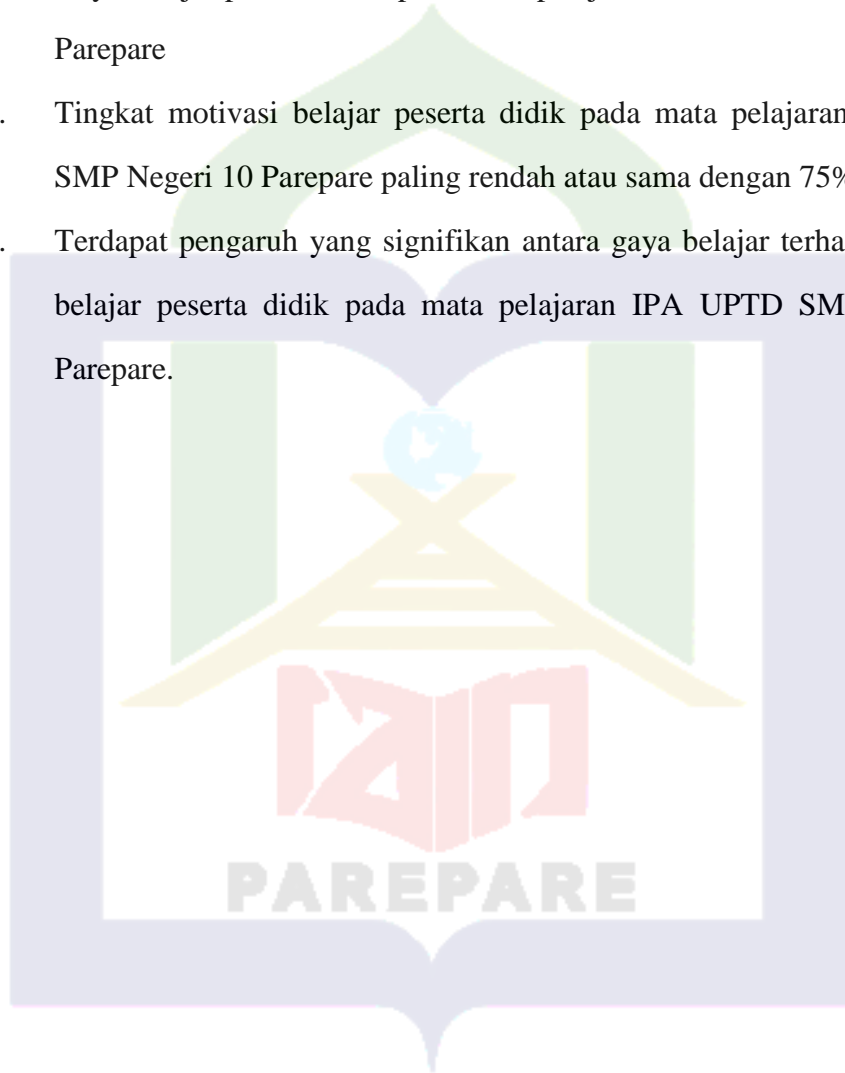 Parepare
. Tingkat motivasi belajar peserta didik pada mata pelajaran
SMP Negeri 10 Parepare paling rendah atau sama dengan 75%
. Terdapat pengaruh yang signifikan antara gaya belajar terha
belajar peserta didik pada mata pelajaran IPA UPTD SM
Parepare.
iain
PAREPARE